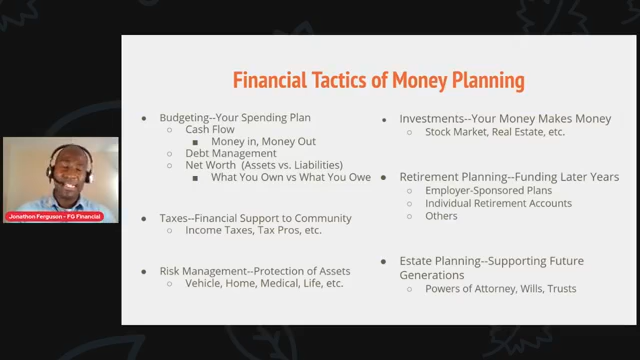 Financial Tactics of Money Planning
Budgeting--Your Spending Plan
Cash Flow
Money in, Money Out
Debt Management
Net Worth (Assets vs. Liabilities)
What You Own vs What You Owe
Taxes--Financial Support to Community
Income Taxes, Tax Pros, etc.
Risk Management--Protection of Assets
Vehicle, Home, Medical, Life, etc.
Investments--Your Money Makes Money
Stock Market, Real Estate, etc.
Retirement Planning--Funding Later Years
Employer-Sponsored Plans
Individual Retirement Accounts
Others
Estate Planning--Supporting Future
Generations
Powers of Attorney, Wills, Trusts
Jonathon Ferguson - FG Financial